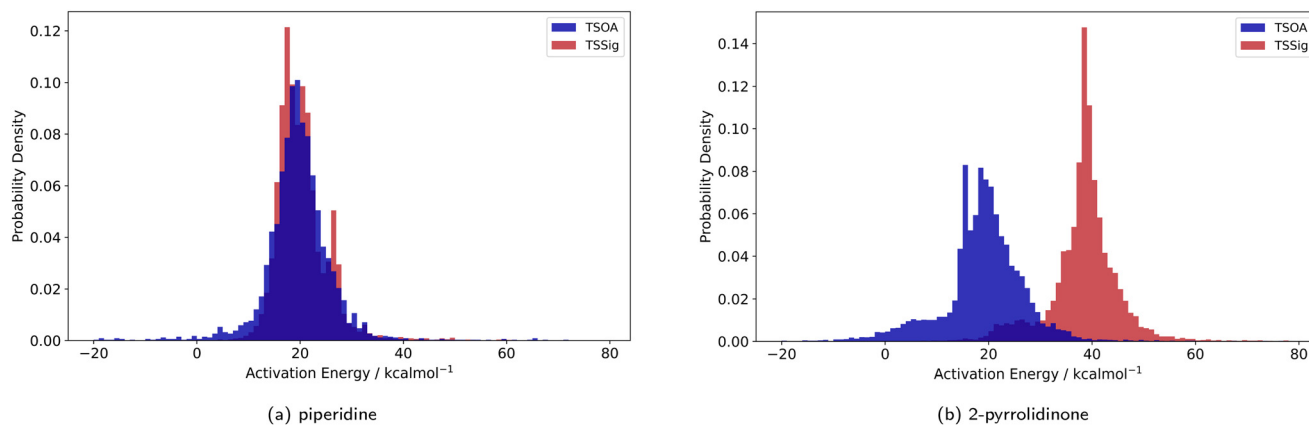 TSOA
TSSig
0.12
0.10
0.08
0.06
0.04
0.02
0.00
Probability Density
−20
0
20
40
60
80
Activation Energy / kcalmol⁻¹
(a) piperidine
TSOA
TSSig
0.14
0.12
0.10
0.08
0.06
0.04
0.02
0.00
Probability Density
−20
0
20
40
60
80
Activation Energy / kcalmol⁻¹
(b) 2-pyrrolidinone